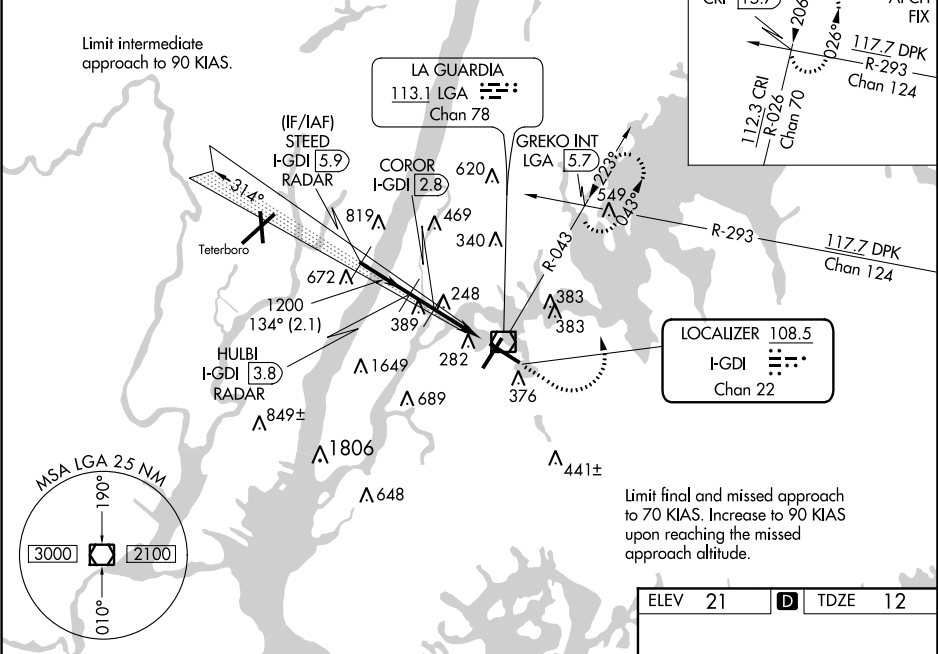 Limit intermediate
approach to 90 KIAS.
LA GUARDIA
113.1 LGA
Chan 78
206°
026°
FIX
117.7 DPK
R-293
Chan 124
112.3 CRI
R-026
Chan 70
(IF/IAF)
STEED
I-GDI 5.9
RADAR
COROR
I-GDI 2.8
GREKO INT
LGA 5.7
620
223°
043°
549
314°
Teterboro
819
469
340
R-043
R-293
117.7 DPK
Chan 124
672
1200
134° (2.1)
248
389
383
383
282
HULBI
I-GDI 3.8
RADAR
LOCALIZER 108.5
I-GDI
Chan 22
1649
376
689
849±
1806
441±
648
MSA LGA 25 NM
190°
3000
2100
010°
Limit final and missed approach
to 70 KIAS. Increase to 90 KIAS
upon reaching the missed
approach altitude.
ELEV 21 D TDZE 12